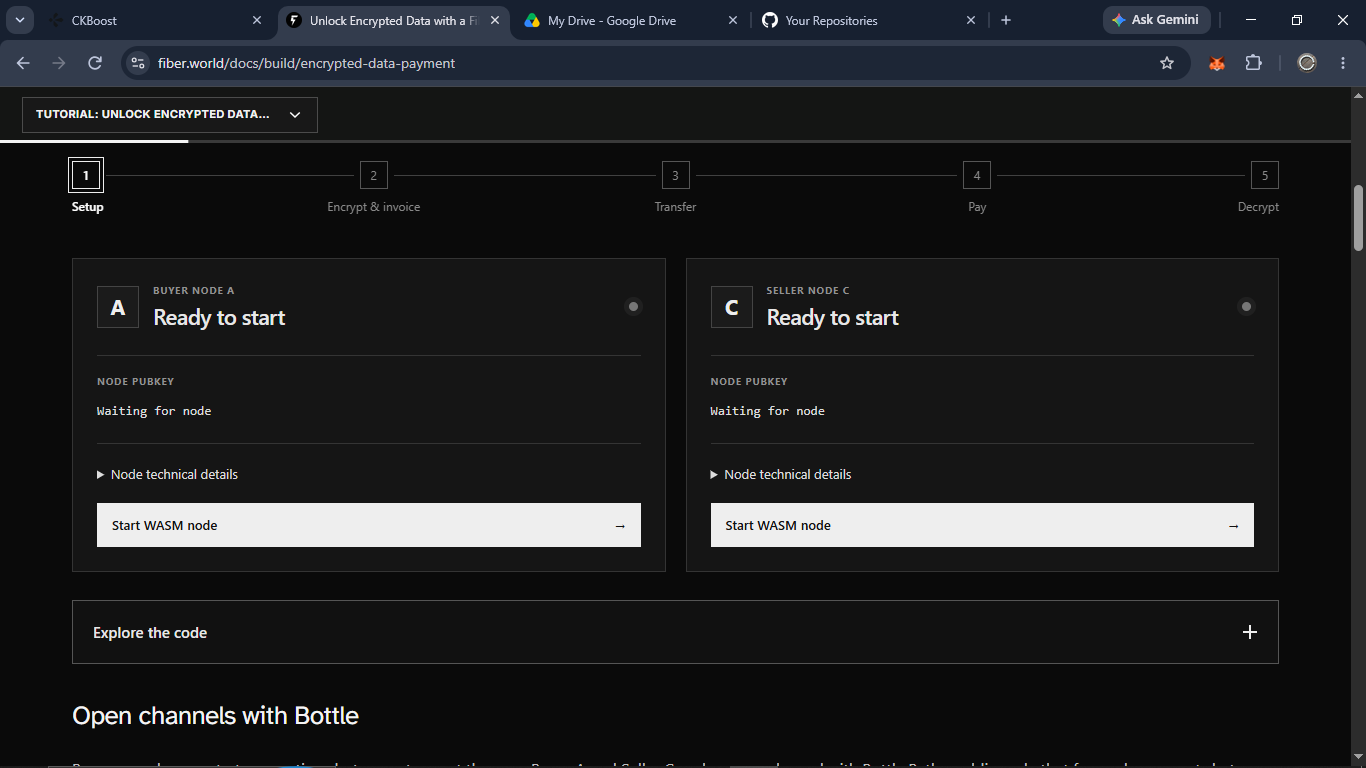 CKBoost
Unlock Encrypted Data with a Fi
My Drive - Google Drive
Your Repositories
Ask Gemini
fiber.world/docs/build/encrypted-data-payment
TUTORIAL: UNLOCK ENCRYPTED DATA...
1
2
3
4
5
Setup
Encrypt & invoice
Transfer
Pay
Decrypt
A
BUYER NODE A
Ready to start
NODE PUBKEY
Waiting for node
Node technical details
Start WASM node →
C
SELLER NODE C
Ready to start
NODE PUBKEY
Waiting for node
Node technical details
Start WASM node →
Explore the code
Open channels with Bottle